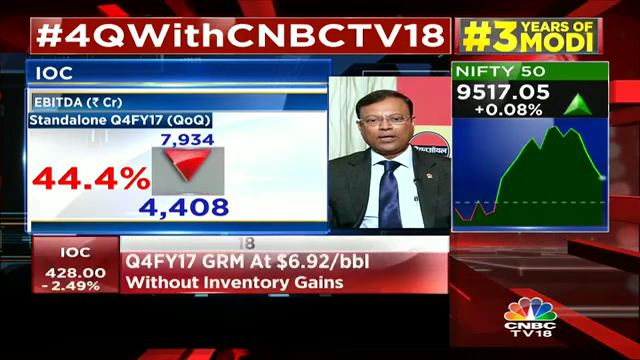 #4QWithCNBCTV18
#3 YEARS OF
MODI
IOC
EBITDA (₹ Cr)
Standalone Q4FY17 (QoQ)
7,934
44.4%
4,408
NIFTY 50
9517.05
+0.08%
IOC
428.00
-2.49%
18
Q4FY17 GRM At $6.92/bbl
Without Inventory Gains
CNBC
TV18